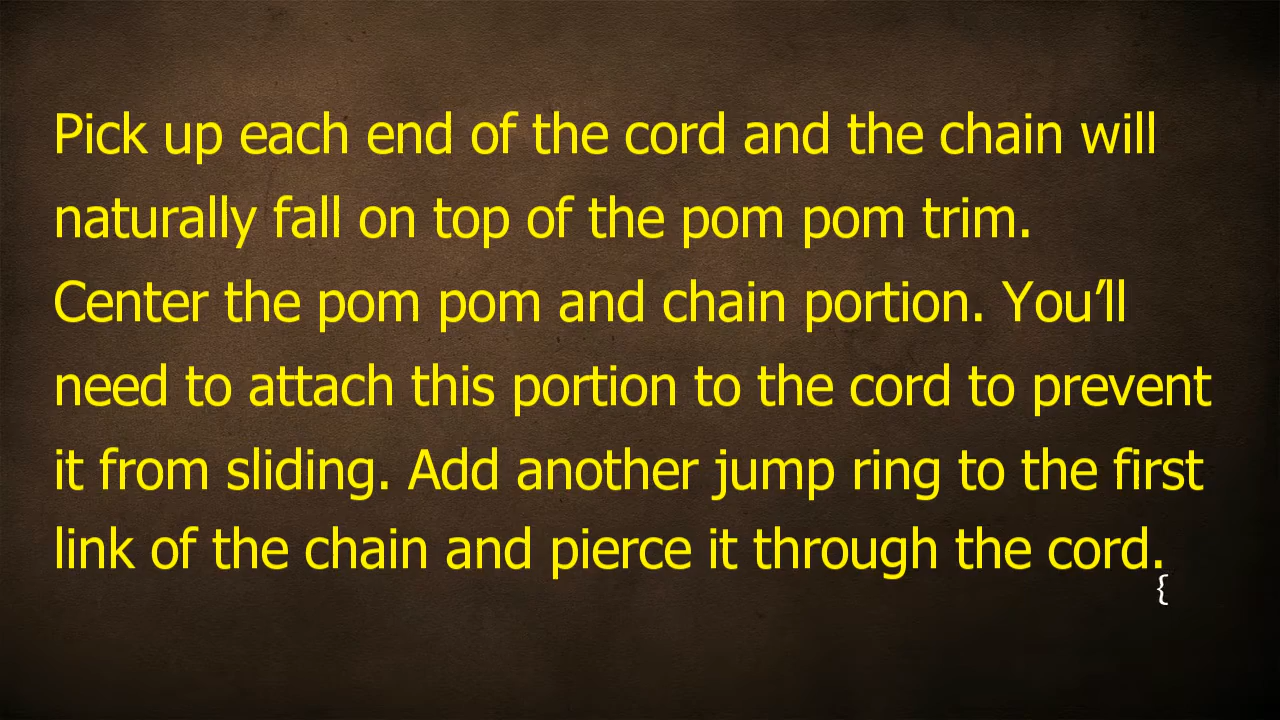 Pick up each end of the cord and the chain will
naturally fall on top of the pom pom trim.
Center the pom pom and chain portion. You’ll
need to attach this portion to the cord to prevent
it from sliding. Add another jump ring to the first
link of the chain and pierce it through the cord.
{